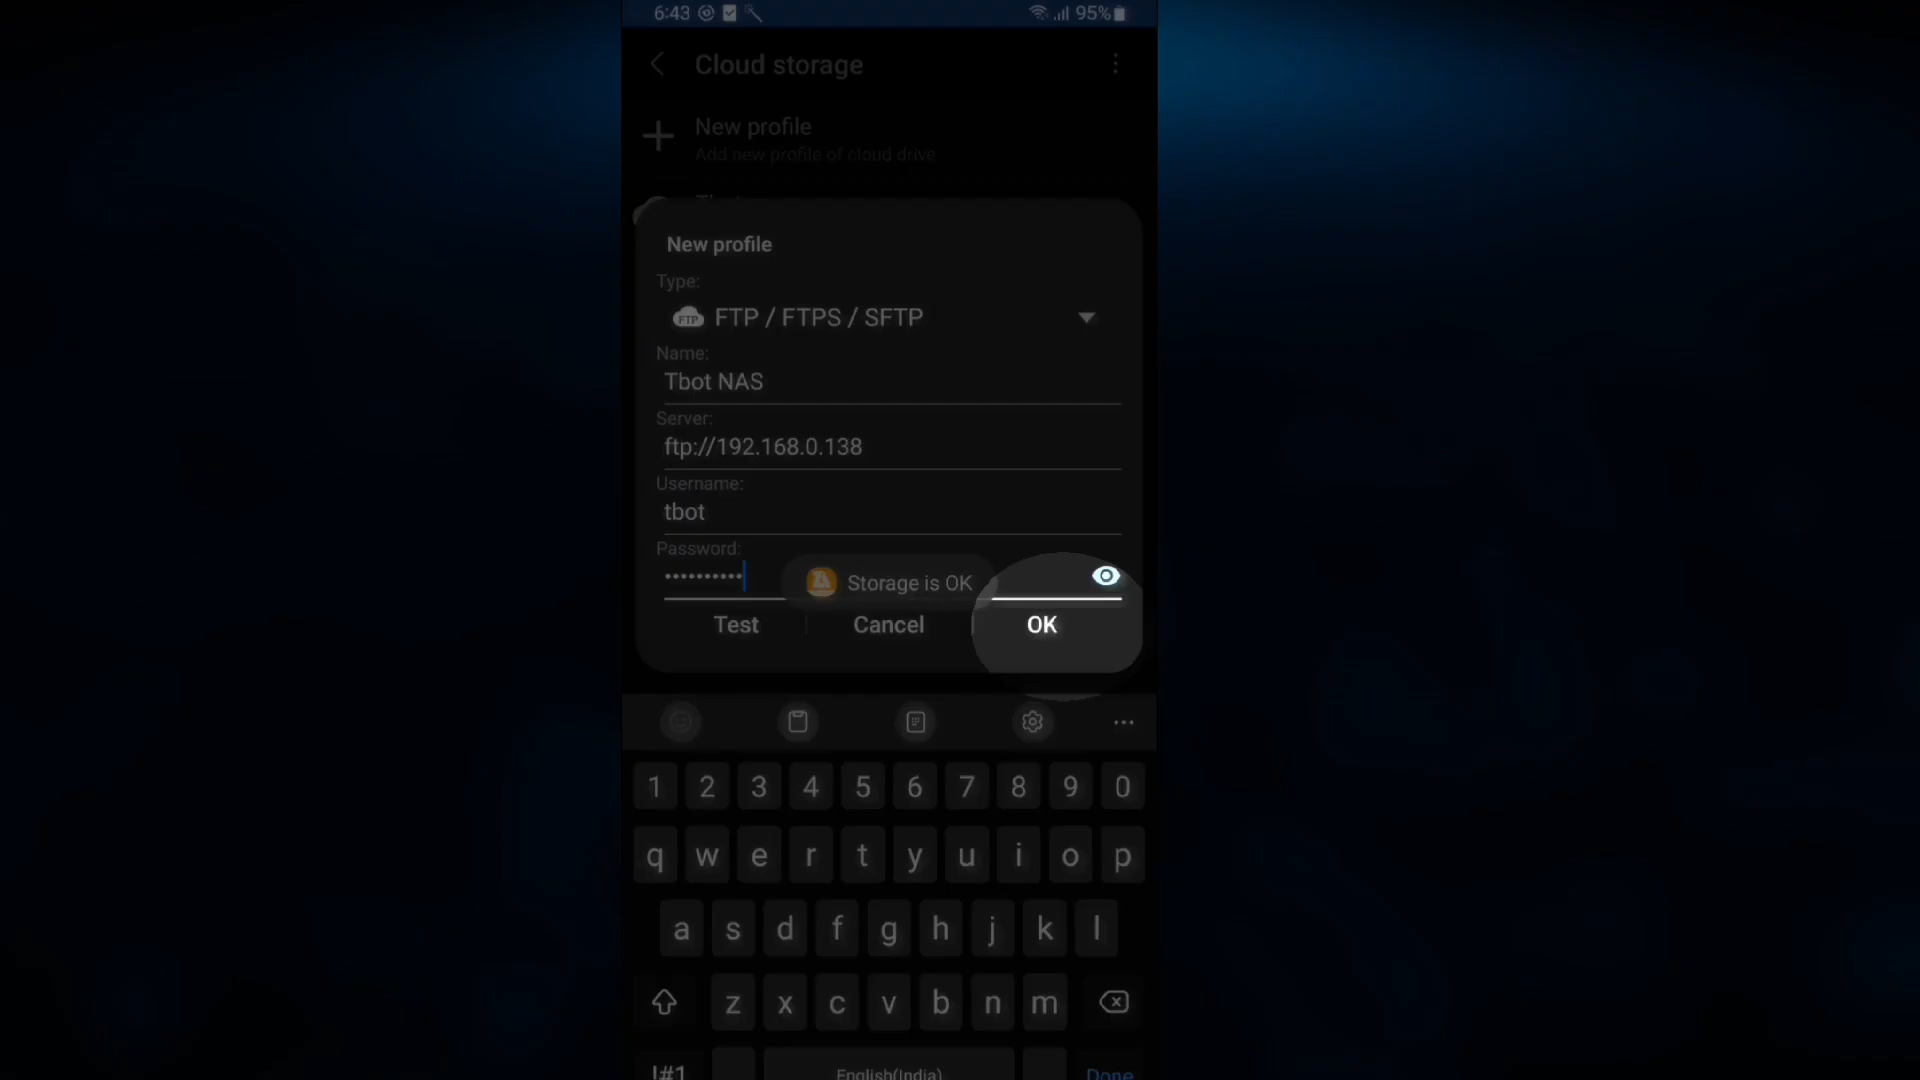 6:43 95%
Cloud storage
New profile
Add new profile of cloud drive
New profile
Type:
FTP FTP / FTPS / SFTP
Name:
Tbot NAS
Server:
ftp://192.168.0.138
Username:
tbot
Password:
••••••••••
Storage is OK
Test Cancel OK
1 2 3 4 5 6 7 8 9 0
q w e r t y u i o p
a s d f g h j k l
z x c v b n m
!#1 English(India) Done